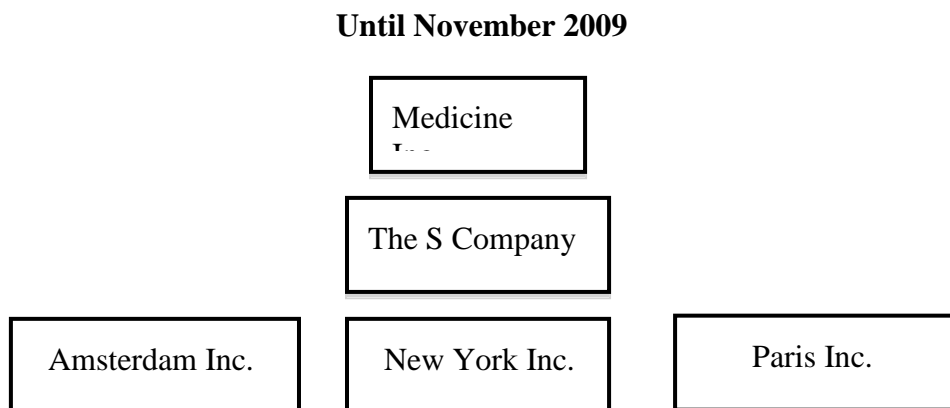 Until November 2009
Medicine
The S Company
Amsterdam Inc.
New York Inc.
Paris Inc.